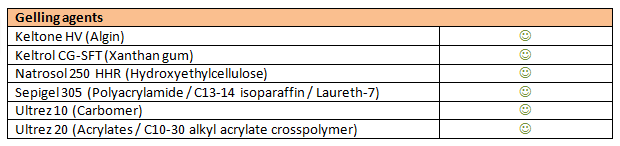 Gelling agents
Keltone HV (Algin) ☺
Keltrol CG-SFT (Xanthan gum) ☺
Natrosol 250 HHR (Hydroxyethylcellulose) ☺
Sepigel 305 (Polyacrylamide / C13-14 isoparaffin / Laureth-7) ☺
Ultrez 10 (Carbomer) ☺
Ultrez 20 (Acrylates / C10-30 alkyl acrylate crosspolymer) ☺